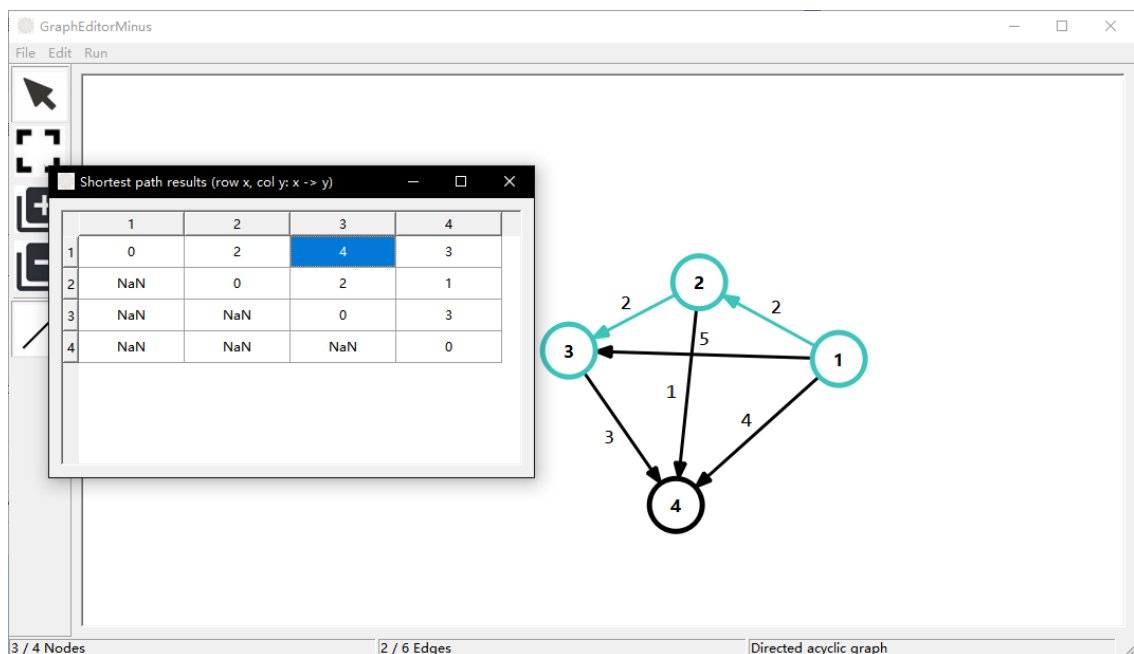 GraphEditorMinus
File Edit Run
Shortest path results (row x, col y: x -> y)
1 2 3 4
1 0 2 4 3
2 NaN 0 2 1
3 NaN NaN 0 3
4 NaN NaN NaN 0
2
2 2
5
3 1
1
4
3
4
3 / 4 Nodes 2 / 6 Edges Directed acyclic graph